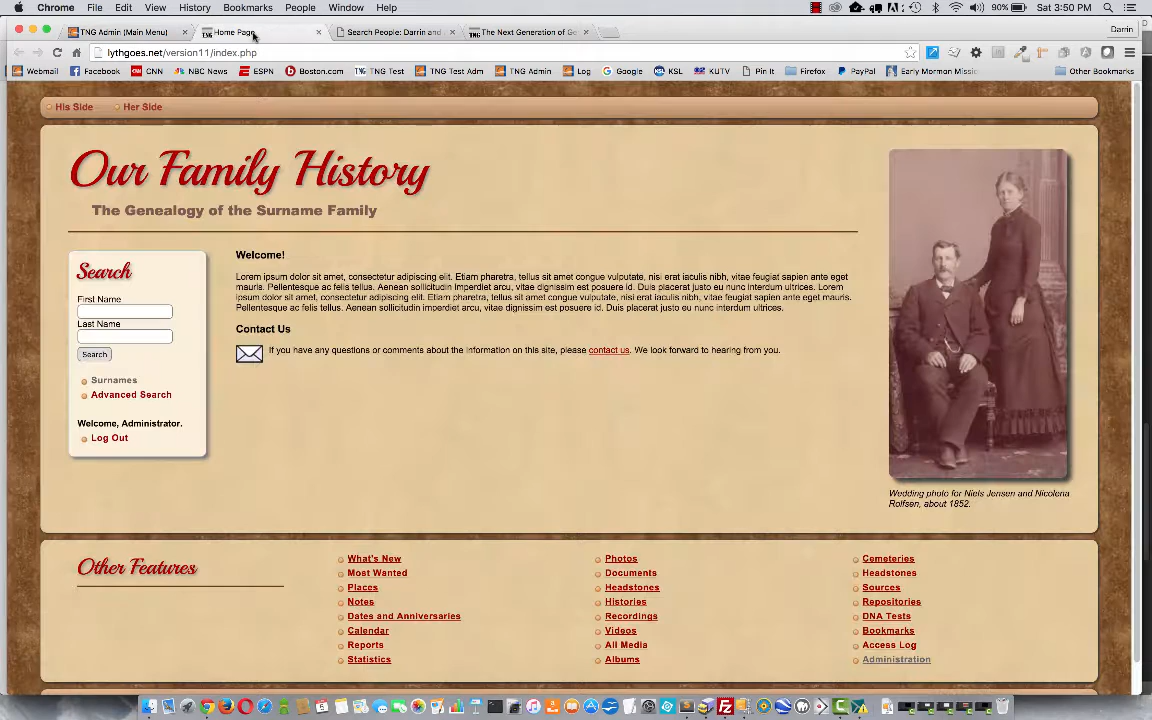 Chrome File Edit View History Bookmarks People Window Help 90% Sat 3:50 PM
TNG Admin (Main Menu) Home Page Search People: Darrin and The Next Generation of Ge Darrin
lythgoes.net/version11/index.php
Webmail Facebook CNN NBC News ESPN Boston.com TNG Test TNG Test Adm TNG Admin Log Google KSL KUTV Pin It Firefox PayPal Early Mormon Missi Other Bookmarks
His Side Her Side
Our Family History
The Genealogy of the Surname Family
Search
First Name
Last Name
Search
Surnames
Advanced Search
Welcome, Administrator.
Log Out
Welcome!
Lorem ipsum dolor sit amet, consectetur adipiscing elit. Etiam pharetra, tellus sit amet congue vulputate, nisi erat iaculis nibh, vitae feugiat sapien ante eget
mauris. Pellentesque ac felis tellus. Aenean sollicitudin imperdiet arcu, vitae dignissim est posuere id. Duis placerat justo eu nunc interdum ultrices. Lorem
ipsum dolor sit amet, consectetur adipiscing elit. Etiam pharetra, tellus sit amet congue vulputate, nisi erat iaculis nibh, vitae feugiat sapien ante eget mauris.
Pellentesque ac felis tellus. Aenean sollicitudin imperdiet arcu, vitae dignissim est posuere id. Duis placerat justo eu nunc interdum ultrices.
Contact Us
If you have any questions or comments about the information on this site, please contact us. We look forward to hearing from you.
Wedding photo for Niels Jensen and Nicolena
Rolfsen, about 1852.
Other Features
What's New
Most Wanted
Places
Notes
Dates and Anniversaries
Calendar
Reports
Statistics
Photos
Documents
Headstones
Histories
Recordings
Videos
All Media
Albums
Cemeteries
Headstones
Sources
Repositories
DNA Tests
Bookmarks
Access Log
Administration